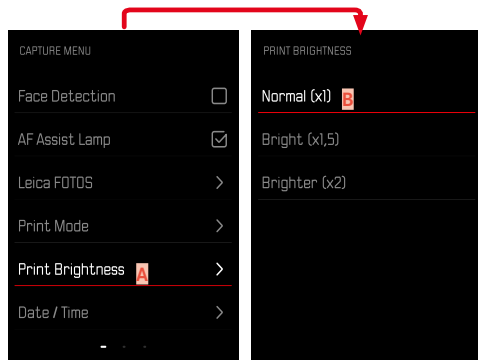 CAPTURE MENU
Face Detection
AF Assist Lamp
Leica FOTOS
Print Mode
Print Brightness A
Date / Time
PRINT BRIGHTNESS
Normal (x1) B
Bright (x1,5)
Brighter (x2)